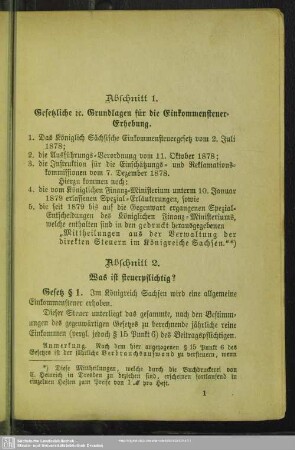 Abschnitt 1.
Gesetzliche ꝛc. Grundlagen für die Einkommensteuer-
Erhebung.
1. Das Königlich Sächsische Einkommensteuergesetz vom 2. Juli
1878;
2. die Ausführungs-Verordnung vom 11. Oktober 1878;
3. die Instruktion für die Einschätzungs- und Reklamations-
kommissionen vom 7. Dezember 1878.
Hierzu kommen noch:
4. die vom Königlichen Finanz-Ministerium unterm 10. Januar
1879 erlassenen Spezial-Erläuterungen, sowie
5. die seit 1879 bis auf die Gegenwart ergangenen Spezial-
Entscheidungen des Königlichen Finanz-Ministeriums,
welche enthalten sind in den gedruckt herausgegebenen
„Mittheilungen aus der Verwaltung der
direkten Steuern im Königreiche Sachsen.“*)
Abschnitt 2.
Was ist steuerpflichtig?
Gesetz § 1. Im Königreich Sachsen wird eine allgemeine
Einkommensteuer erhoben.
Dieser Steuer unterliegt das gesammte, nach den Bestimm-
ungen des gegenwärtigen Gesetzes zu berechnende jährliche reine
Einkommen (vergl. jedoch § 15 Punkt 6) des Beitragspflichtigen.
Anmerkung. Nach dem hier angezogenen § 15 Punkt 6 des
Gesetzes ist der jährliche Verbrauchsaufwand zu versteuern, wenn
*) Diese Mittheilungen, welche durch die Buchdruckerei von
C. Heinrich in Dresden zu beziehen sind, erscheinen fortlaufend in
einzelnen Heften zum Preise von 1 ℳ pro Heft.
1